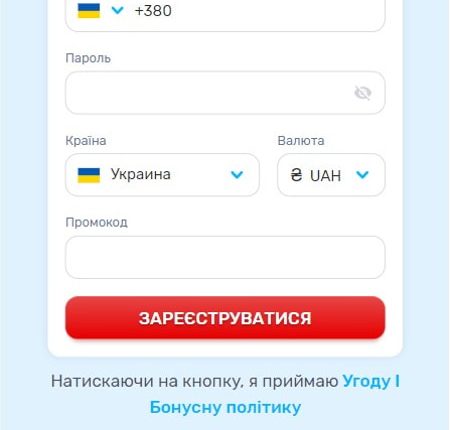 +380
Пароль
Країна Валюта
Украина ₴ UAH
Промокод
ЗАРЕЄСТРУВАТИСЯ
Натискаючи на кнопку, я приймаю Угоду І
Бонусну політику